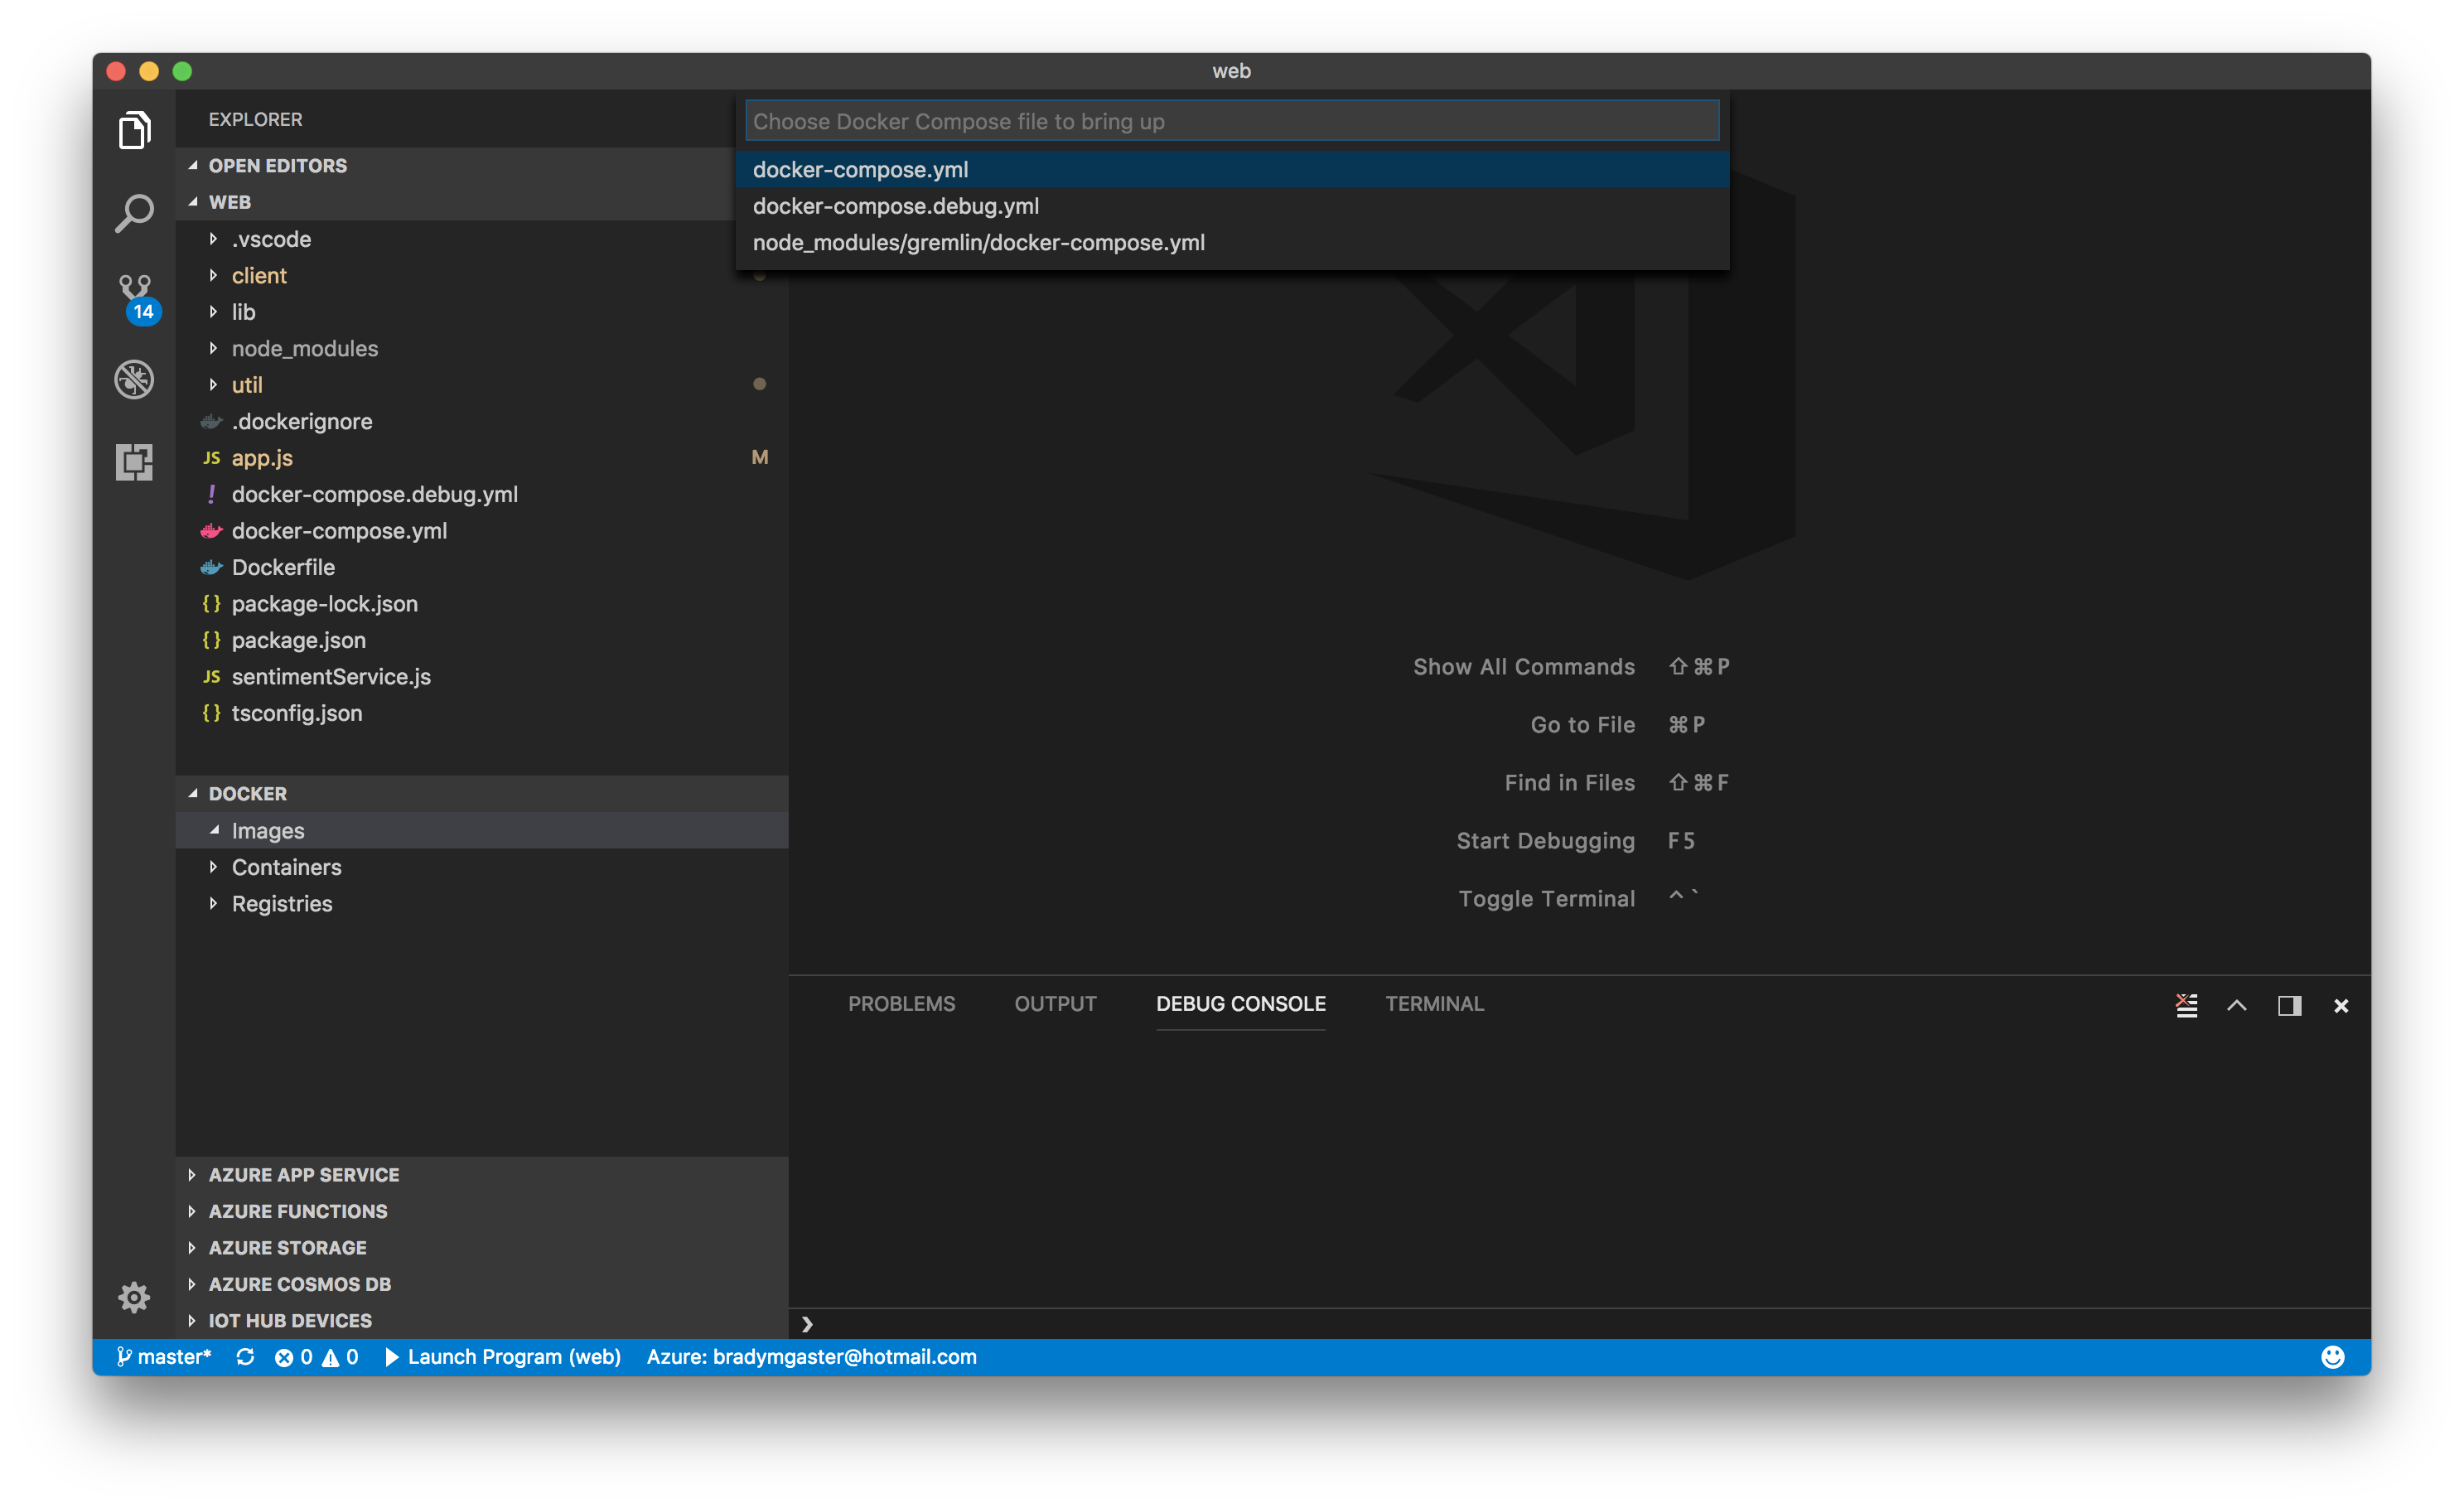 web
EXPLORER
OPEN EDITORS
WEB
.vscode
client
lib
node_modules
util
.dockerignore
JS app.js M
! docker-compose.debug.yml
docker-compose.yml
Dockerfile
{} package-lock.json
{} package.json
JS sentimentService.js
{} tsconfig.json
14
DOCKER
Images
Containers
Registries
AZURE APP SERVICE
AZURE FUNCTIONS
AZURE STORAGE
AZURE COSMOS DB
IOT HUB DEVICES
Choose Docker Compose file to bring up
docker-compose.yml
docker-compose.debug.yml
node_modules/gremlin/docker-compose.yml
Show All Commands ⇧⌘P
Go to File ⌘P
Find in Files ⇧⌘F
Start Debugging F5
Toggle Terminal ^`
PROBLEMS OUTPUT DEBUG CONSOLE TERMINAL
master* 0 0 Launch Program (web) Azure: bradymgaster@hotmail.com